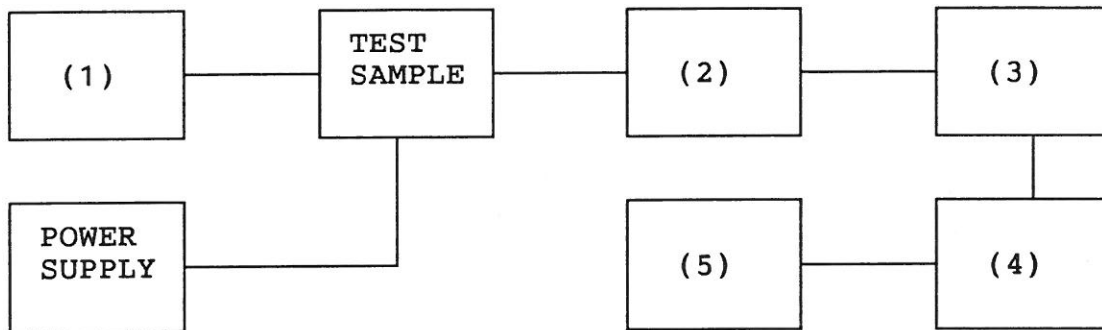 (1)
TEST
SAMPLE
(2)
(3)
POWER
SUPPLY
(5)
(4)